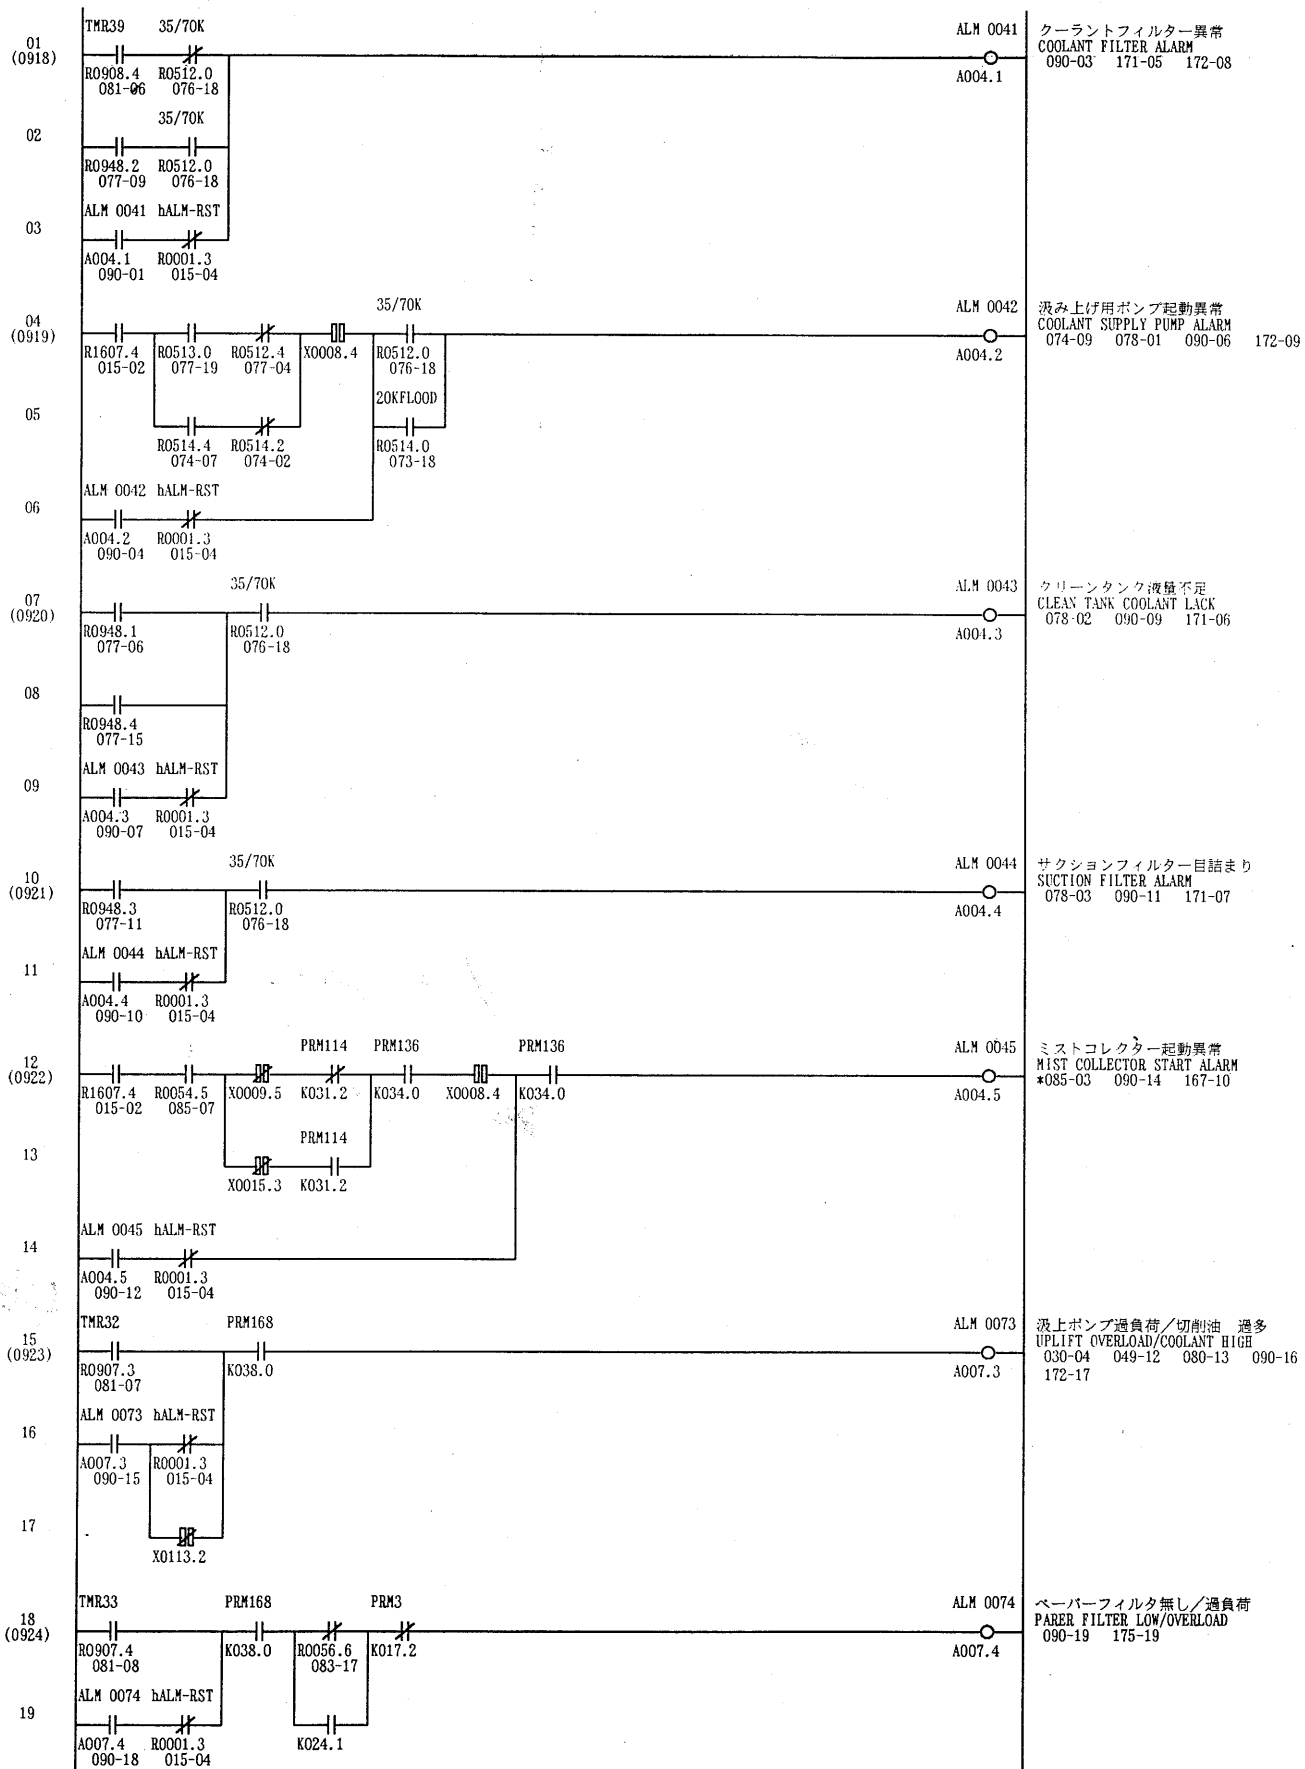 TMR39 35/70K ALM 0041 クーラントフィルター異常
01 COOLANT FILTER ALARM
(0918) 090-03 171-05 172-08
R0908.4 R0512.0 A004.1
081-06 076-18
35/70K
02
R0948.2 R0512.0
077-09 076-18
ALM 0041 hALM-RST
03
A004.1 R0001.3
090-01 015-04
35/70K ALM 0042 汲み上げ用ポンプ起動異常
04 COOLANT SUPPLY PUMP ALARM
(0919) 074-09 078-01 090-06 172-09
R1607.4 R0513.0 R0512.4 X0008.4 R0512.0 A004.2
015-02 077-19 077-04 076-18
20KFLOOD
05
R0514.4 R0514.2 R0514.0
074-07 074-02 073-18
ALM 0042 hALM-RST
06
A004.2 R0001.3
090-04 015-04
35/70K ALM 0043 クリーンタンク液量不足
07 CLEAN TANK COOLANT LACK
(0920) 078-02 090-09 171-06
R0948.1 R0512.0 A004.3
077-06 076-18
08
R0948.4
077-15
ALM 0043 hALM-RST
09
A004.3 R0001.3
090-07 015-04
35/70K ALM 0044 サクションフィルター目詰まり
10 SUCTION FILTER ALARM
(0921) 078-03 090-11 171-07
R0948.3 R0512.0 A004.4
077-11 076-18
ALM 0044 hALM-RST
11
A004.4 R0001.3
090-10 015-04
PRM114 PRM136 PRM136 ALM 0045 ミストコレクター起動異常
12 MIST COLLECTOR START ALARM
(0922) *085-03 090-14 167-10
R1607.4 R0054.5 X0009.5 K031.2 K034.0 X0008.4 K034.0 A004.5
015-02 085-07
PRM114
13
X0015.3 K031.2
ALM 0045 hALM-RST
14
A004.5 R0001.3
090-12 015-04
TMR32 PRM168 ALM 0073 汲上ポンプ過負荷／切削油 過多
15 UPLIFT OVERLOAD/COOLANT HIGH
(0923) 030-04 049-12 080-13 090-16
R0907.3 K038.0 A007.3 172-17
081-07
ALM 0073 hALM-RST
16
A007.3 R0001.3
090-15 015-04
17
X0113.2
TMR33 PRM168 PRM3 ALM 0074 ペーパーフィルタ無し／過負荷
18 PARER FILTER LOW/OVERLOAD
(0924) 090-19 175-19
R0907.4 K038.0 R0056.6 K017.2 A007.4
081-08 083-17
ALM 0074 hALM-RST
19
A007.4 R0001.3 K024.1
090-18 015-04